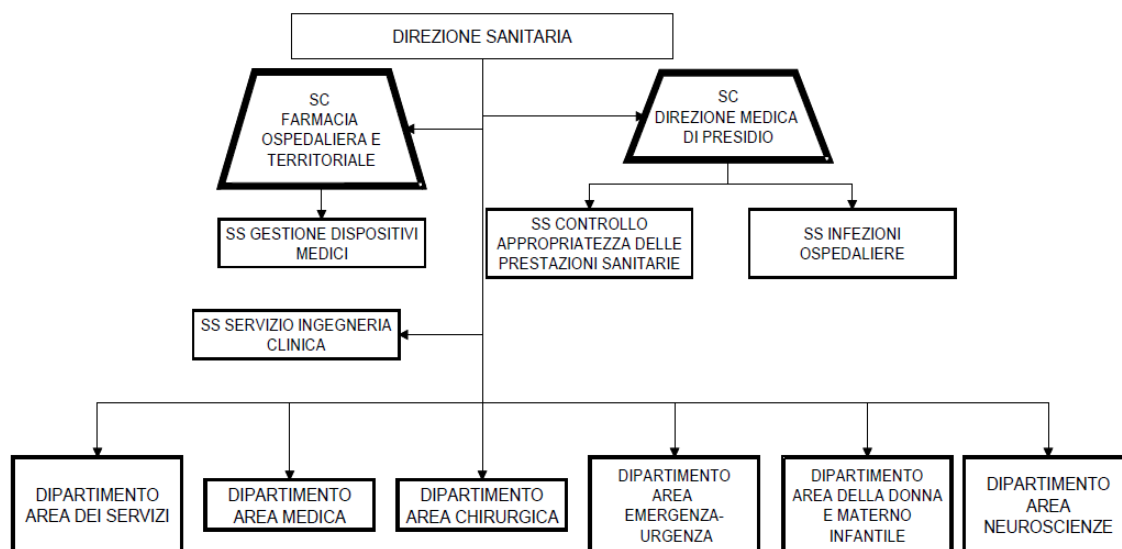 DIREZIONE SANITARIA
SC
FARMACIA
OSPEDALIERA E
TERRITORIALE
SC
DIREZIONE MEDICA
DI PRESIDIO
SS GESTIONE DISPOSITIVI
MEDICI
SS CONTROLLO
APPROPRIATEZZA DELLE
PRESTAZIONI SANITARIE
SS INFEZIONI
OSPEDALIERE
SS SERVIZIO INGEGNERIA
CLINICA
DIPARTIMENTO
AREA DEI SERVIZI
DIPARTIMENTO
AREA MEDICA
DIPARTIMENTO
AREA CHIRURGICA
DIPARTIMENTO
AREA
EMERGENZA-
URGENZA
DIPARTIMENTO
AREA DELLA DONNA
E MATERNO
INFANTILE
DIPARTIMENTO
AREA
NEUROSCIENZE